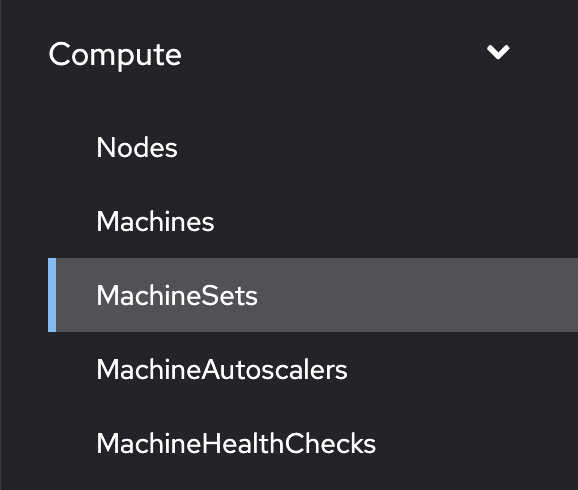 Compute
Nodes
Machines
MachineSets
MachineAutoscalers
MachineHealthChecks